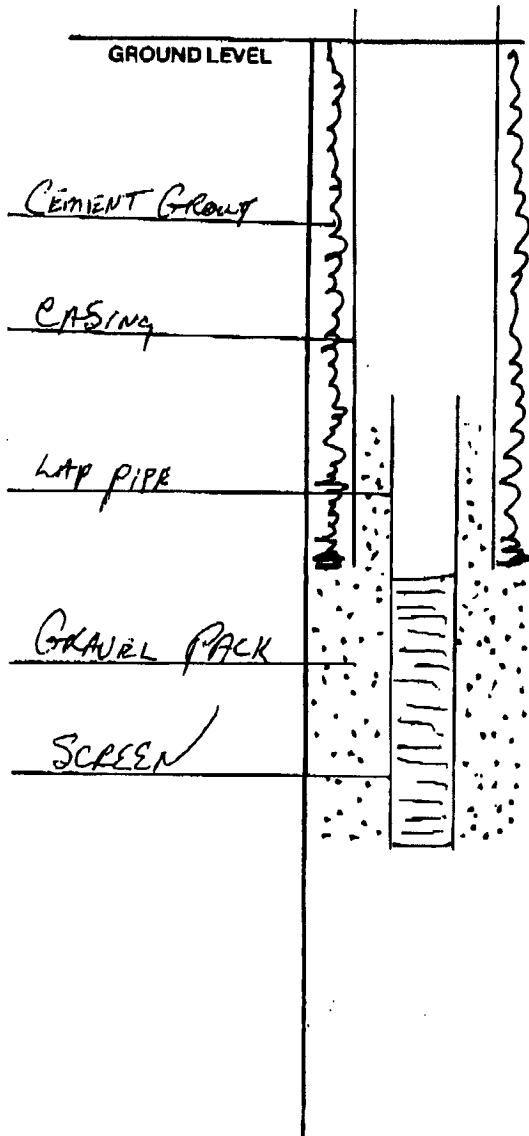 GROUND LEVEL
CEMENT GROUT
CASING
LAP PIPE
GRAVEL PACK
SCREEN